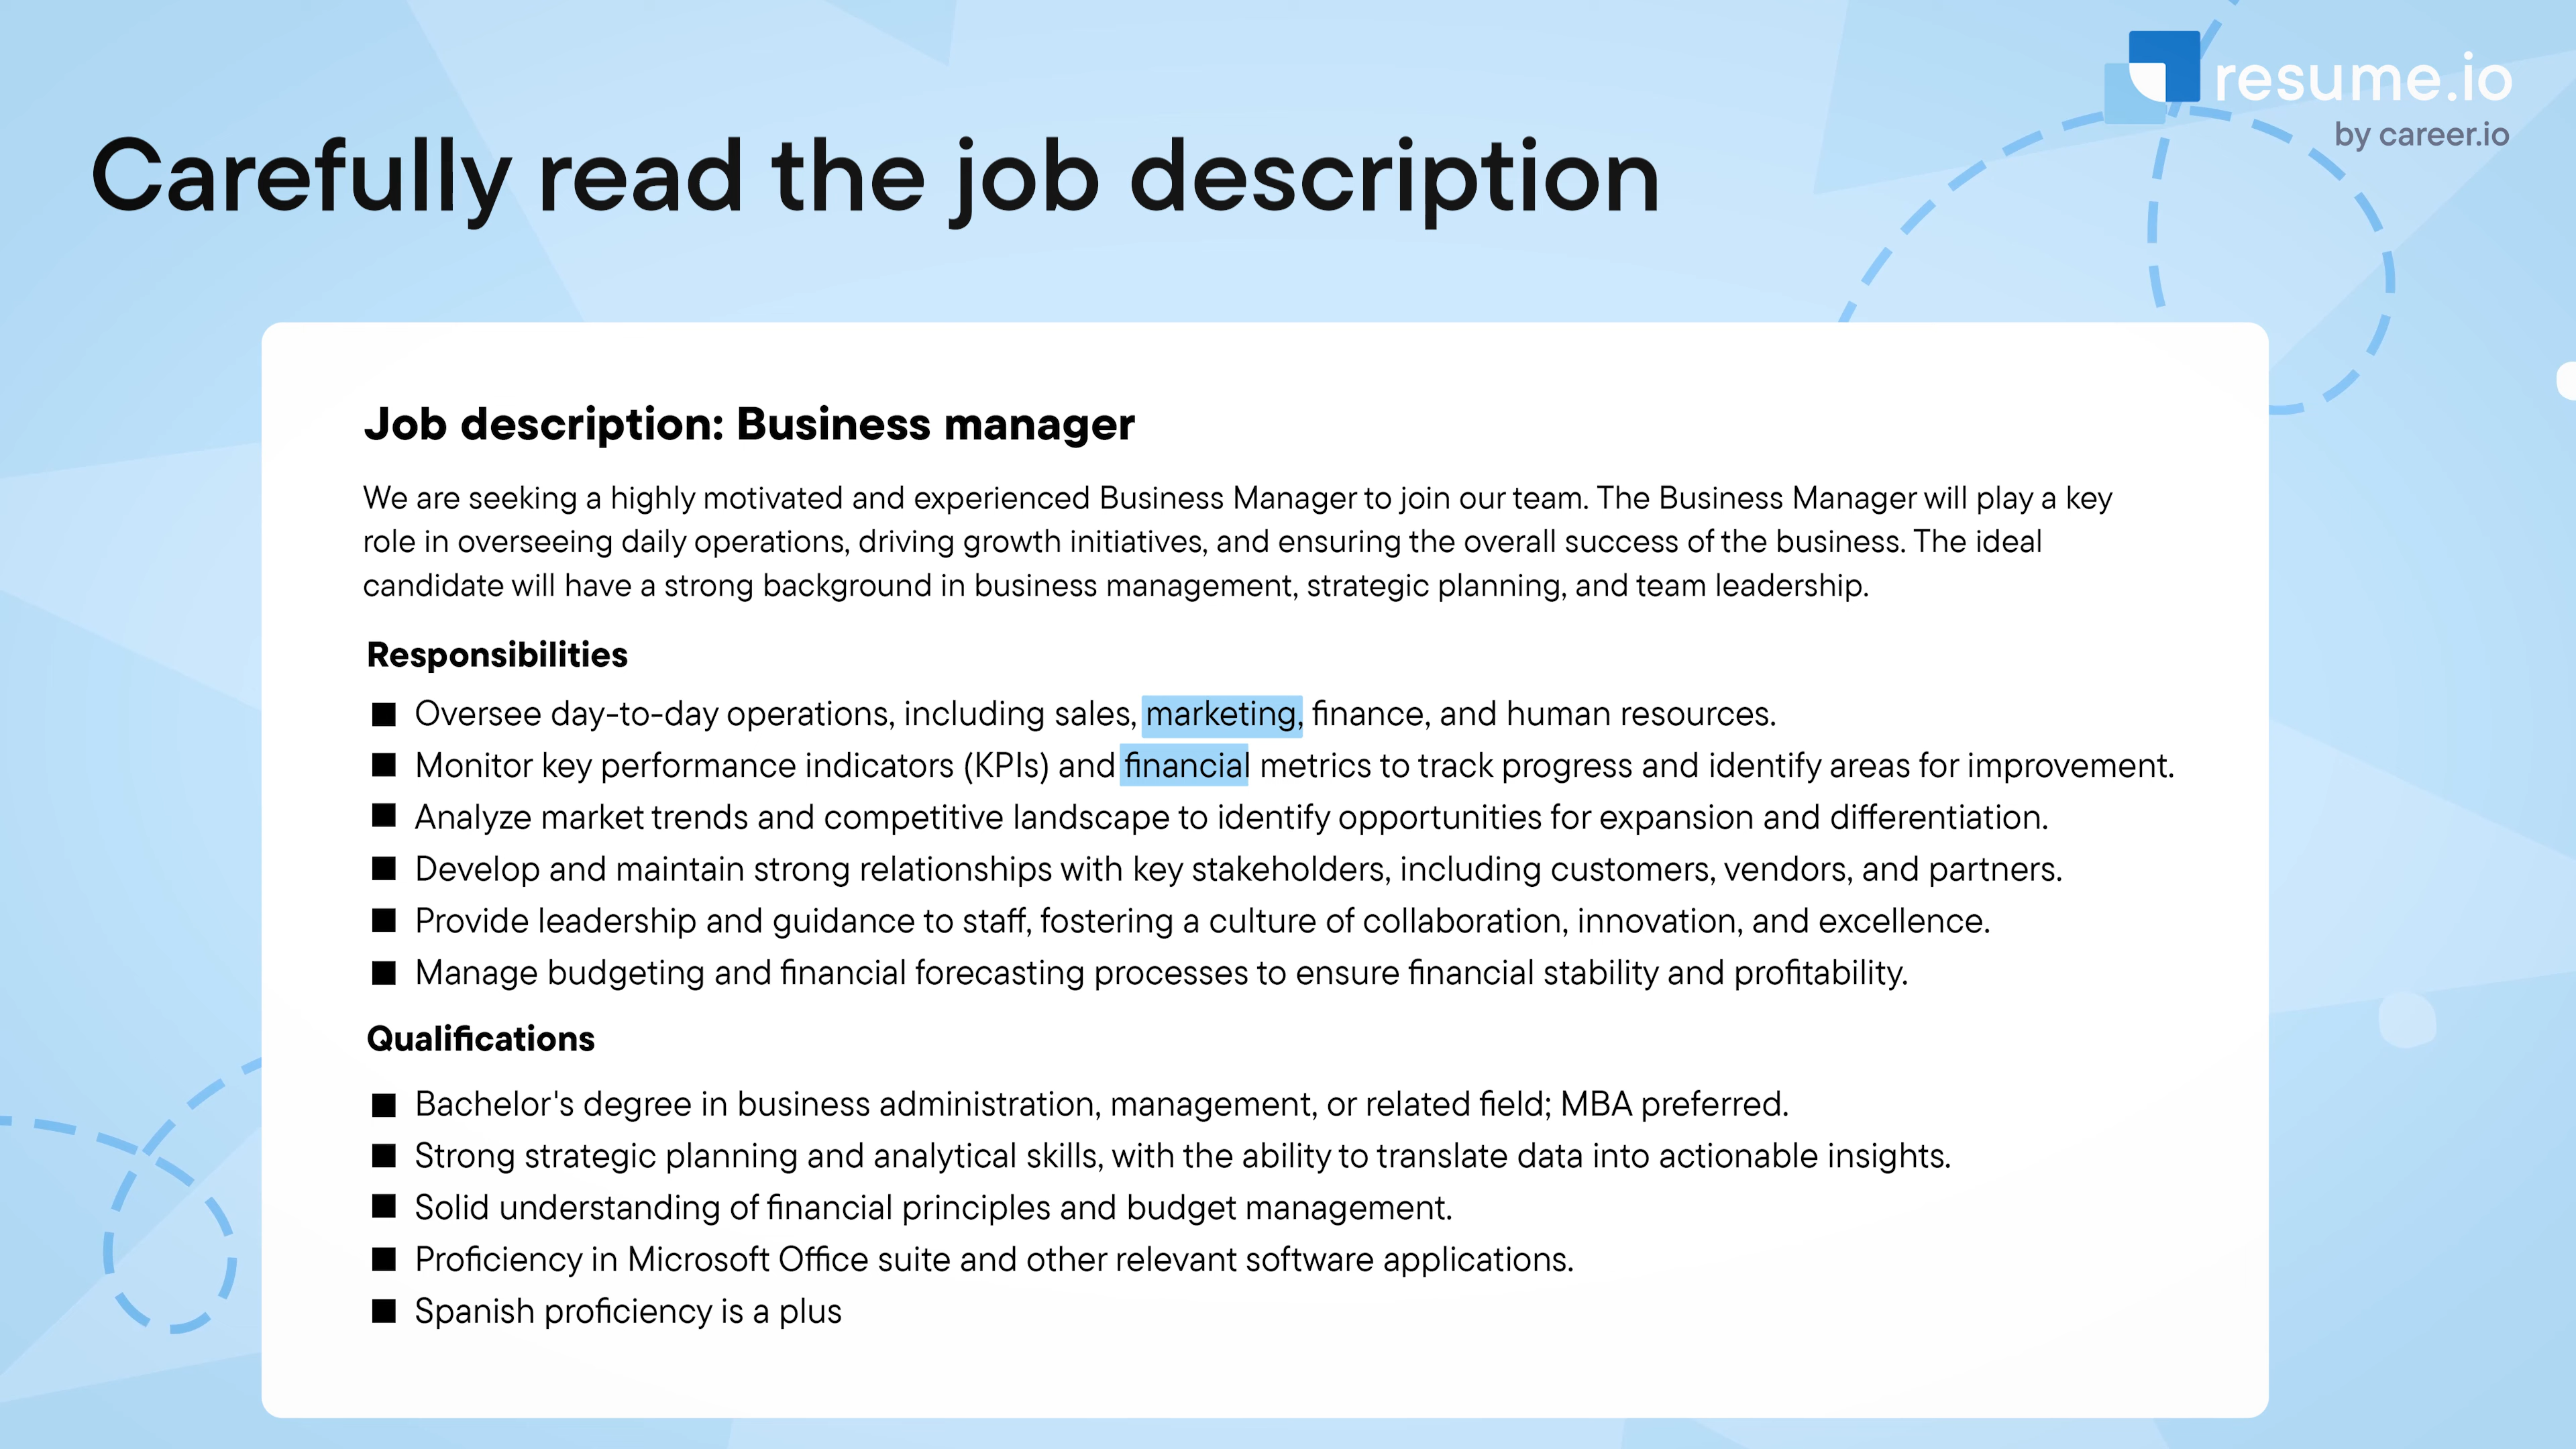 resume.io
by career.io
Carefully read the job description
Job description: Business manager
We are seeking a highly motivated and experienced Business Manager to join our team. The Business Manager will play a key
role in overseeing daily operations, driving growth initiatives, and ensuring the overall success of the business. The ideal
candidate will have a strong background in business management, strategic planning, and team leadership.
Responsibilities
■ Oversee day-to-day operations, including sales, marketing, finance, and human resources.
■ Monitor key performance indicators (KPIs) and financial metrics to track progress and identify areas for improvement.
■ Analyze market trends and competitive landscape to identify opportunities for expansion and differentiation.
■ Develop and maintain strong relationships with key stakeholders, including customers, vendors, and partners.
■ Provide leadership and guidance to staff, fostering a culture of collaboration, innovation, and excellence.
■ Manage budgeting and financial forecasting processes to ensure financial stability and profitability.
Qualifications
■ Bachelor's degree in business administration, management, or related field; MBA preferred.
■ Strong strategic planning and analytical skills, with the ability to translate data into actionable insights.
■ Solid understanding of financial principles and budget management.
■ Proficiency in Microsoft Office suite and other relevant software applications.
■ Spanish proficiency is a plus